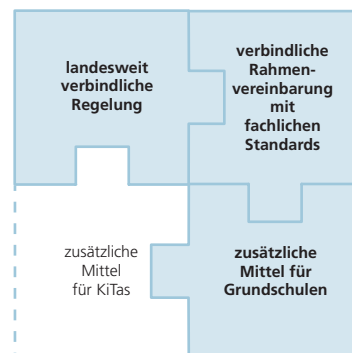 landesweit
verbindliche
Regelung
verbindliche
Rahmen-
vereinbarung
mit
fachlichen
Standards
zusätzliche
Mittel
für KiTas
zusätzliche
Mittel für
Grundschulen